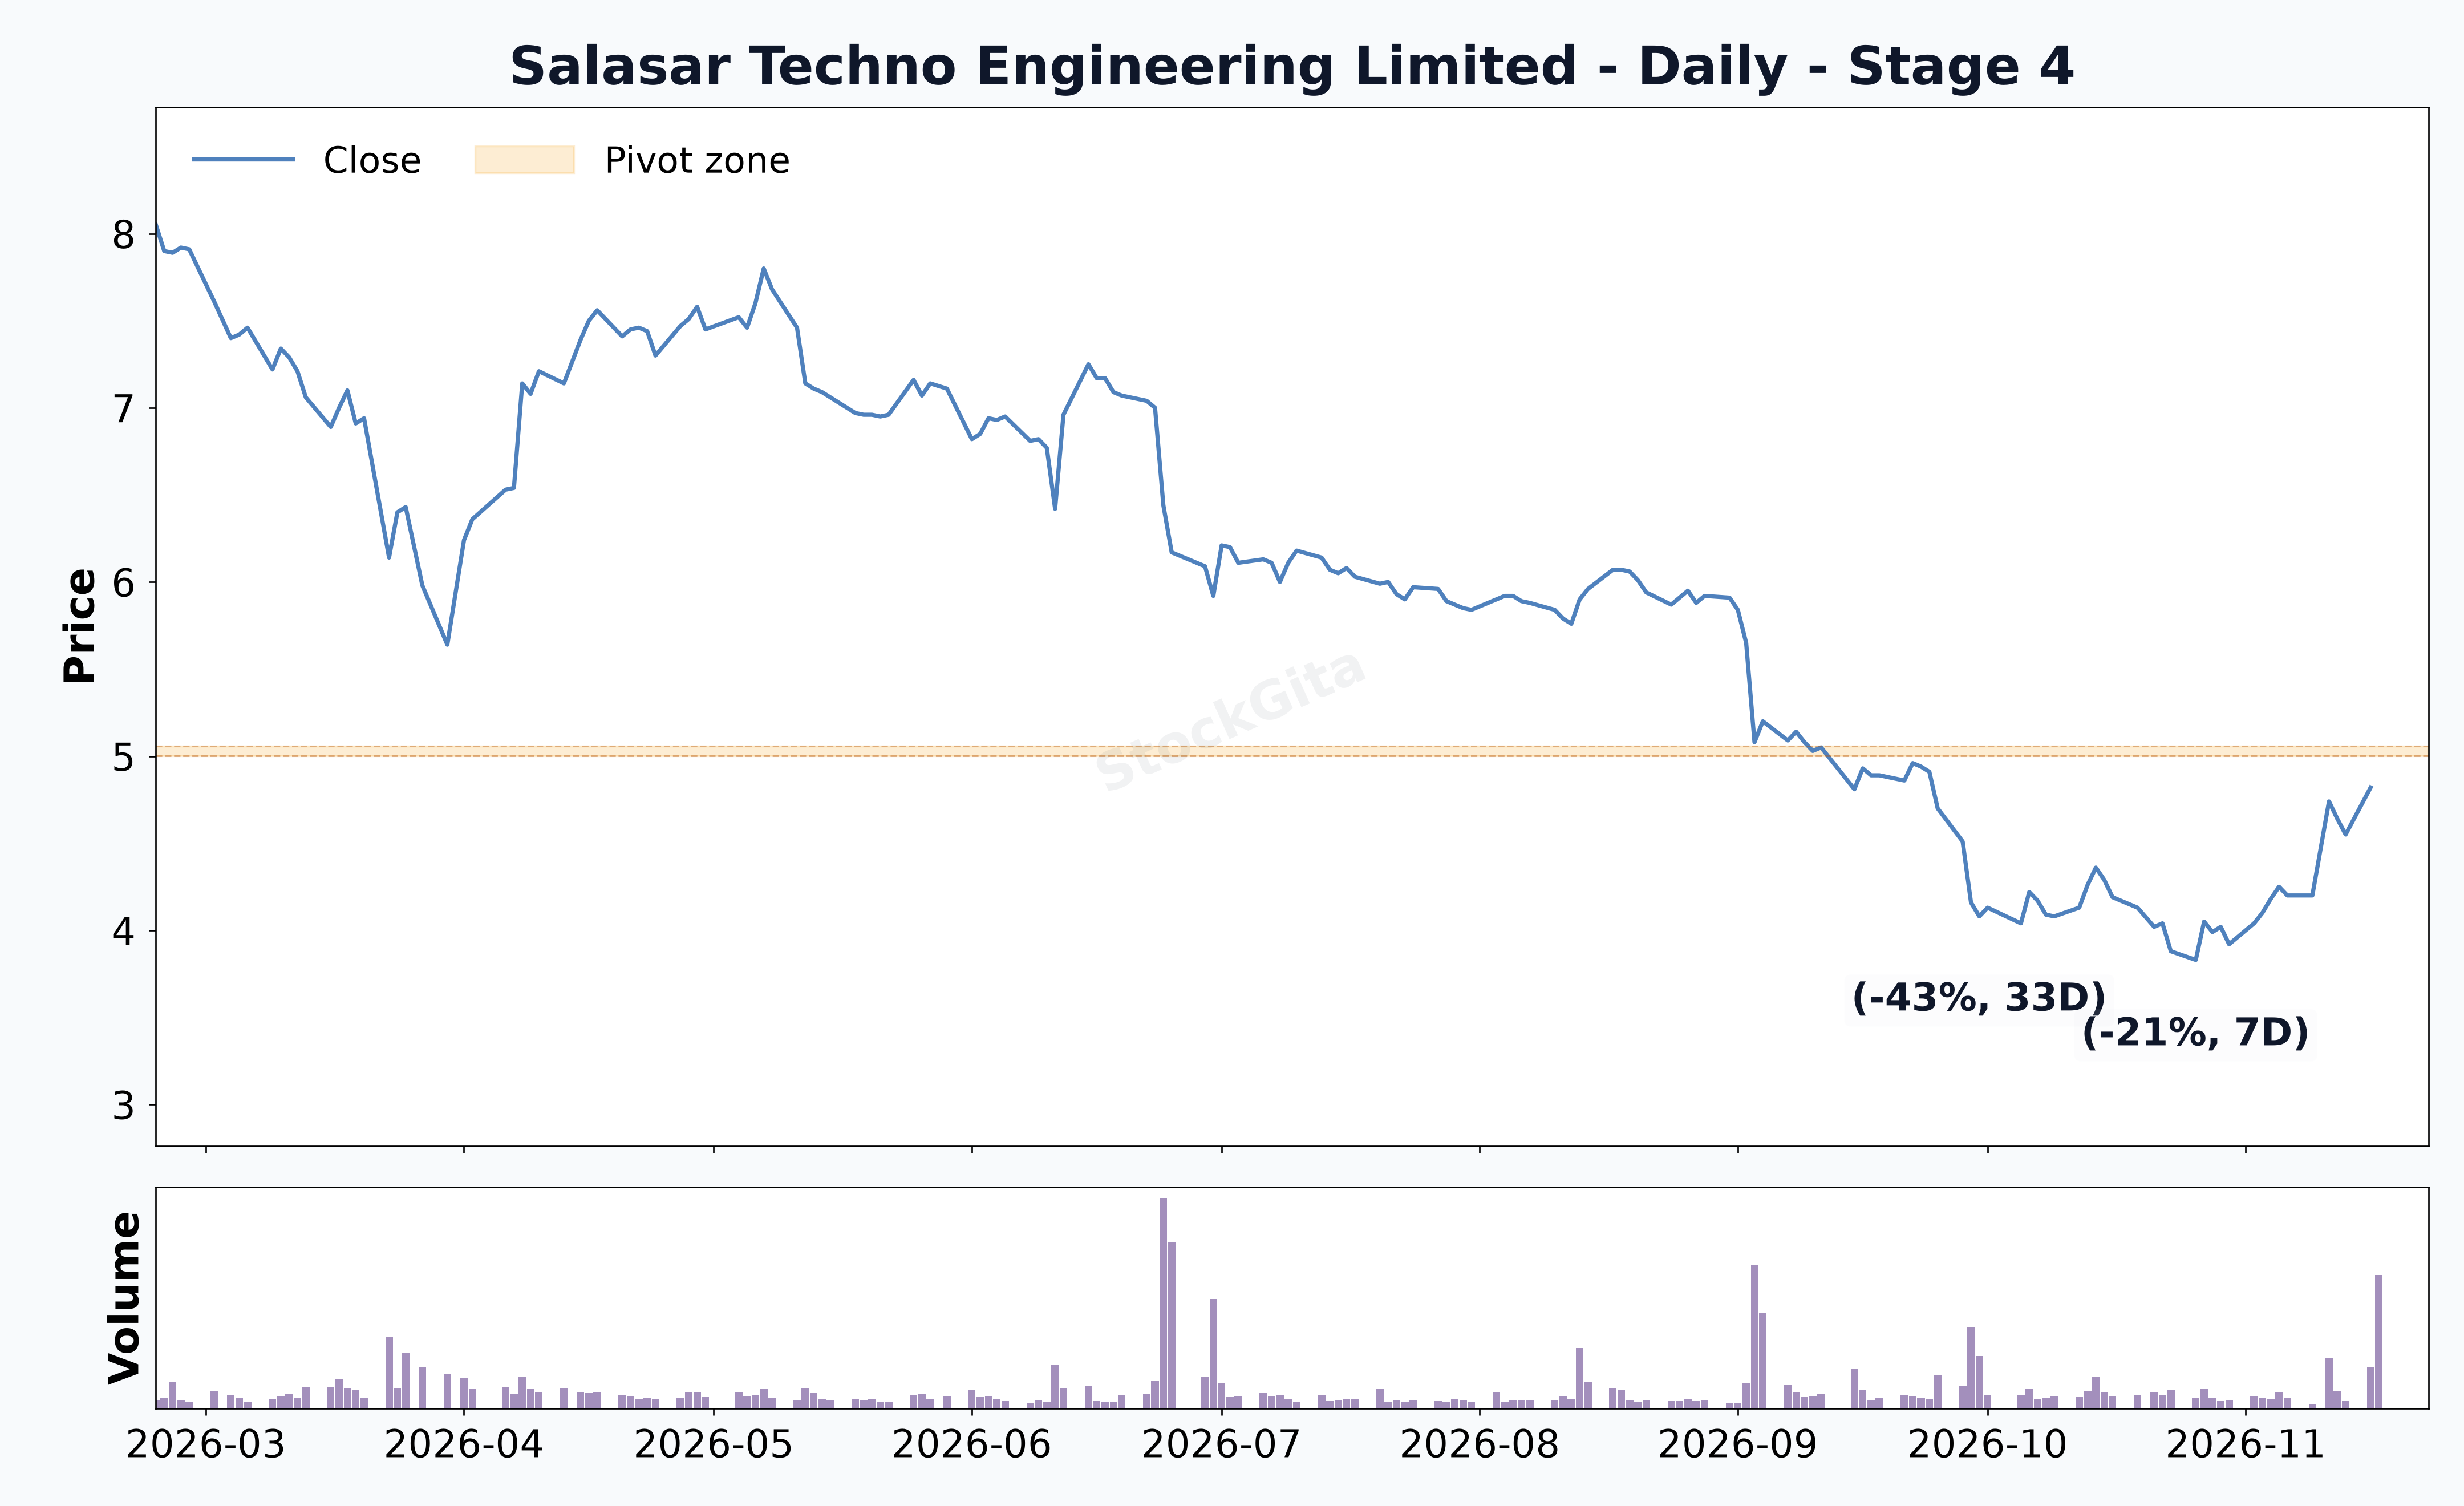 Salasar Techno Engineering Limited - Daily - Stage 4
Close
Pivot zone
Price
8
7
6
5
4
3
StockGita
(-43%, 33D)
(-21%, 7D)
Volume
2026-03
2026-04
2026-05
2026-06
2026-07
2026-08
2026-09
2026-10
2026-11